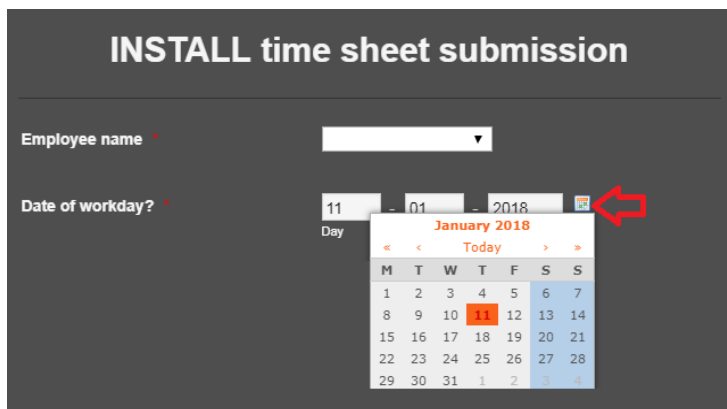 INSTALL time sheet submission
Employee name *
Date of workday? * 11 - 01 - 2018
Day
January 2018
« ‹ Today › »
M T W T F S S
1 2 3 4 5 6 7
8 9 10 11 12 13 14
15 16 17 18 19 20 21
22 23 24 25 26 27 28
29 30 31 1 2 3 4